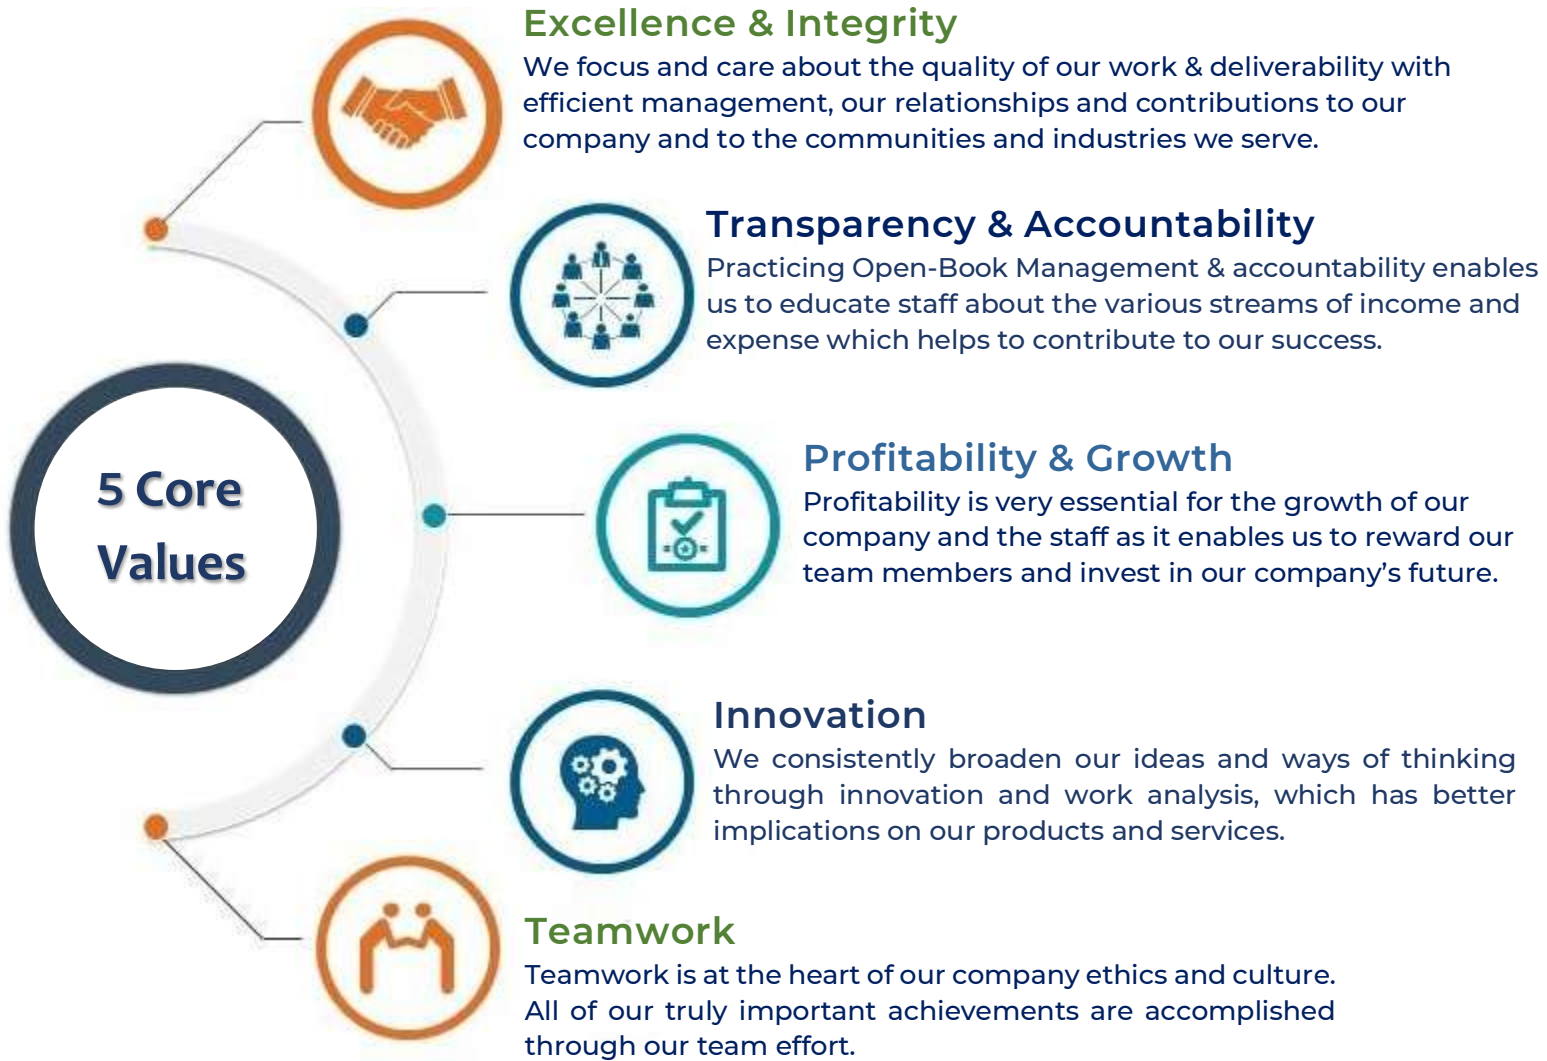 Excellence & Integrity
We focus and care about the quality of our work & deliverability with
efficient management, our relationships and contributions to our
company and to the communities and industries we serve.
Transparency & Accountability
Practicing Open-Book Management & accountability enables
us to educate staff about the various streams of income and
expense which helps to contribute to our success.
5 Core
Values
Profitability & Growth
Profitability is very essential for the growth of our
company and the staff as it enables us to reward our
team members and invest in our company’s future.
Innovation
We consistently broaden our ideas and ways of thinking
through innovation and work analysis, which has better
implications on our products and services.
Teamwork
Teamwork is at the heart of our company ethics and culture.
All of our truly important achievements are accomplished
through our team effort.